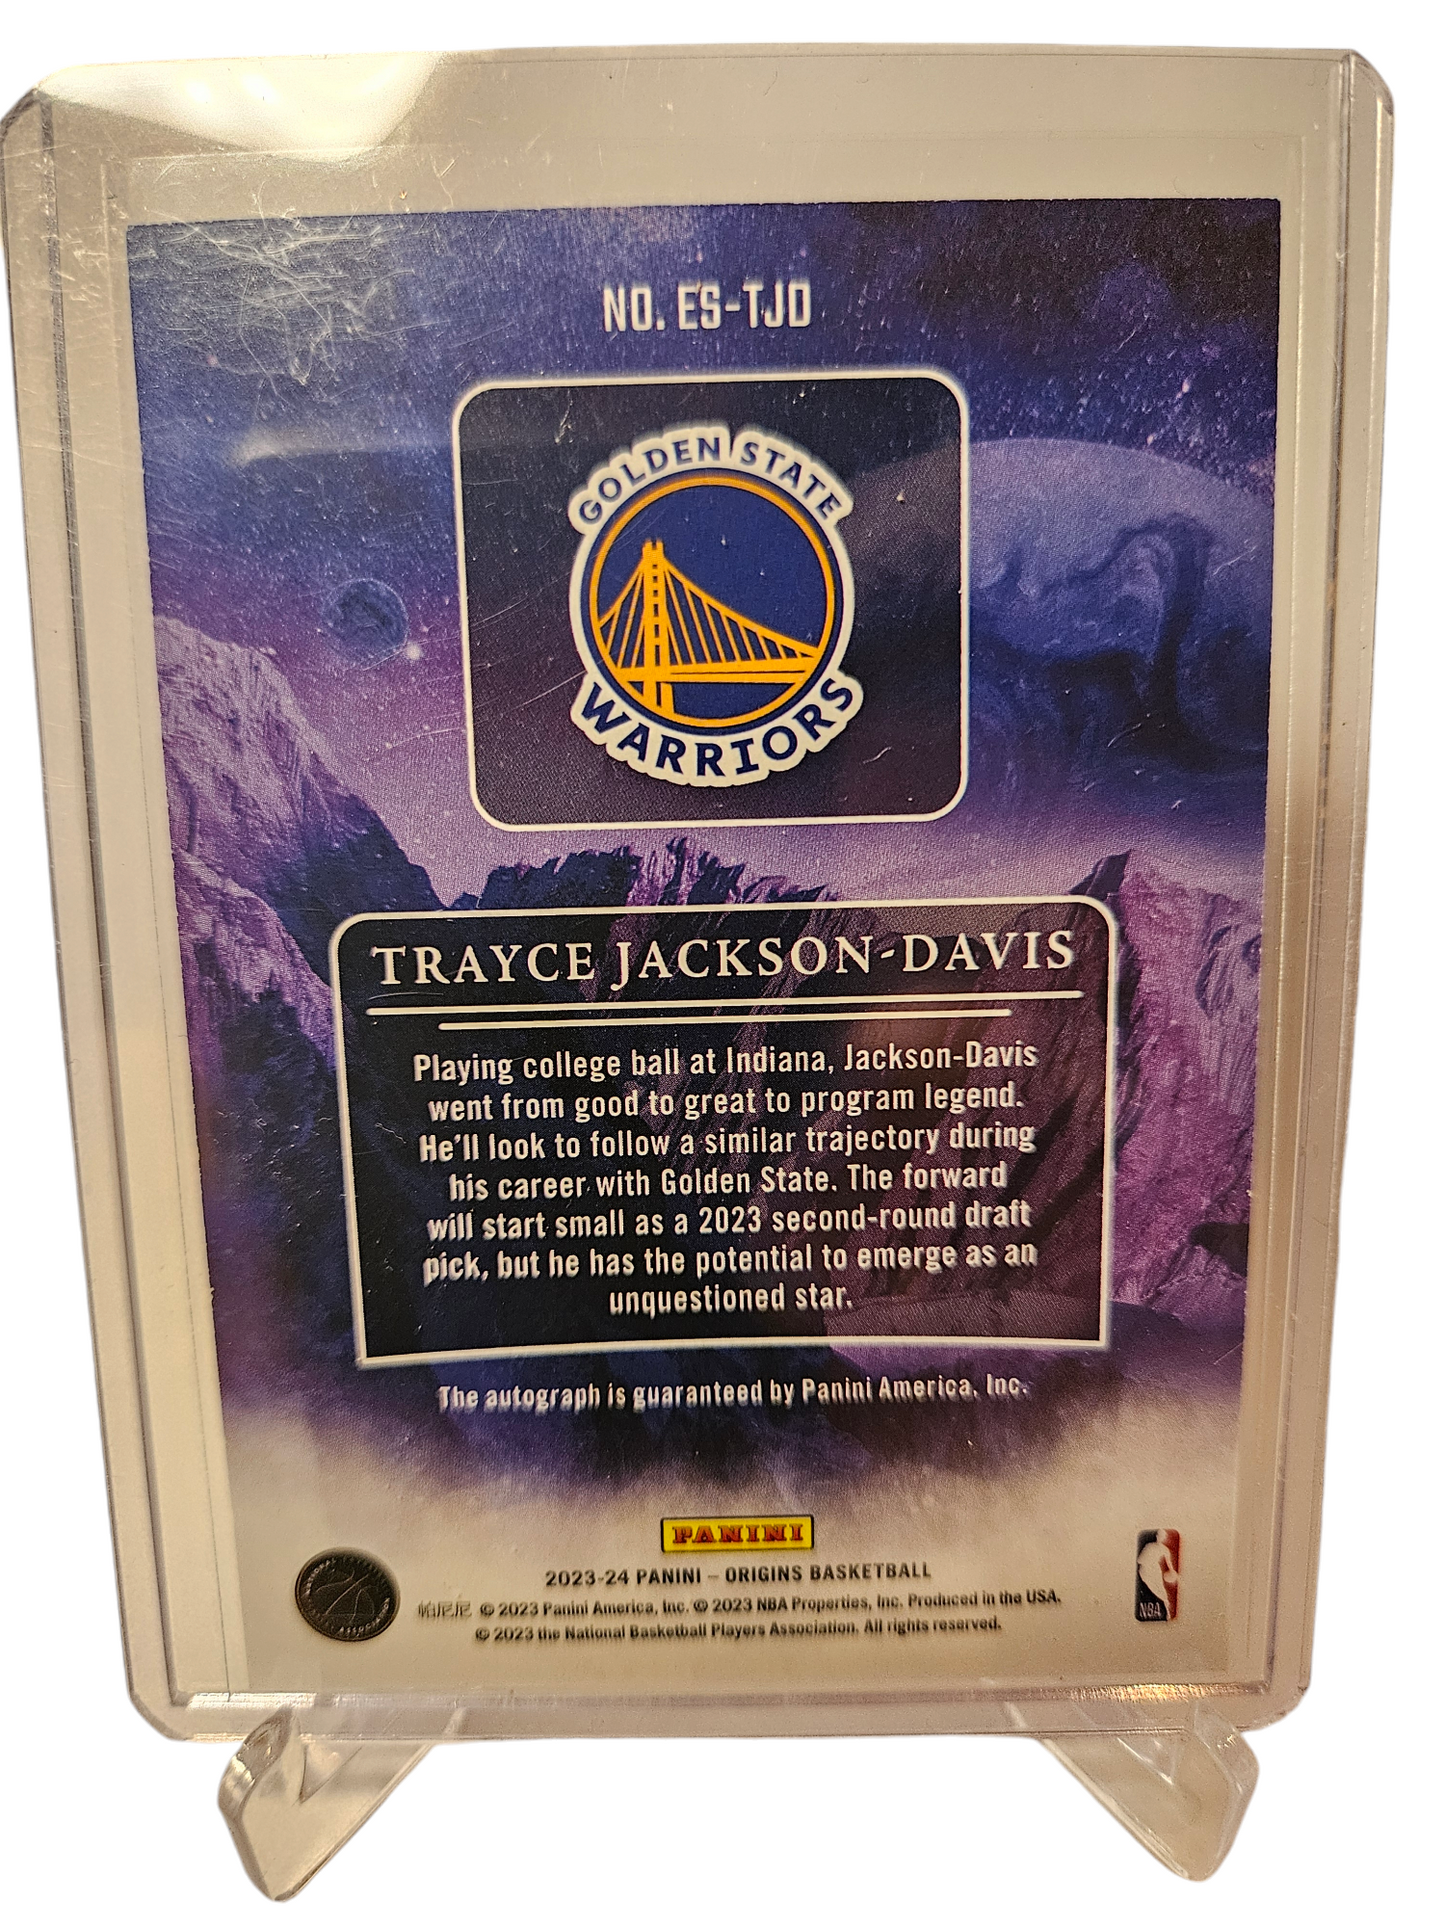 NO. ES-TJD
GOLDEN STATE
WARRIORS
TRAYCE JACKSON-DAVIS
Playing college ball at Indiana, Jackson-Davis
went from good to great to program legend.
He'll look to follow a similar trajectory during
his career with Golden State. The forward
will start small as a 2023 second-round draft
pick, but he has the potential to emerge as an
unquestioned star.
The autograph is guaranteed by Panini America, Inc.
PANINI
2023-24 PANINI – ORIGINS BASKETBALL
帕尼尼 © 2023 Panini America, Inc. © 2023 NBA Properties, Inc. Produced in the USA.
© 2023 the National Basketball Players Association. All rights reserved.
NBA